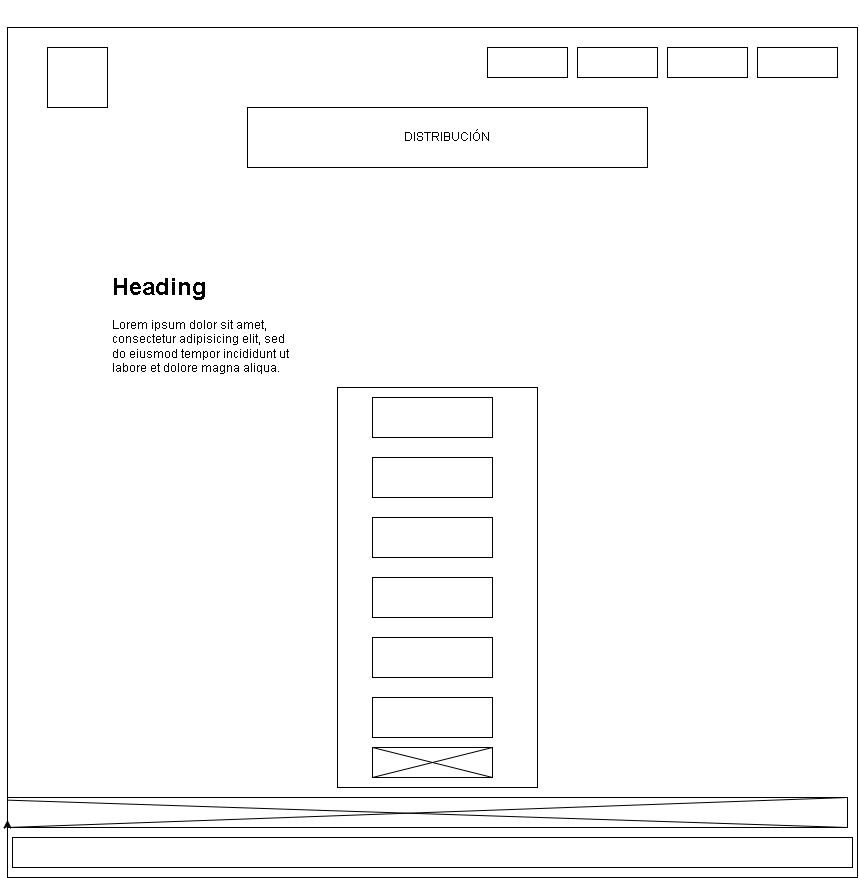 DISTRIBUCIÓN
Heading
Lorem ipsum dolor sit amet,
consectetur adipisicing elit, sed
do eiusmod tempor incididunt ut
labore et dolore magna aliqua.